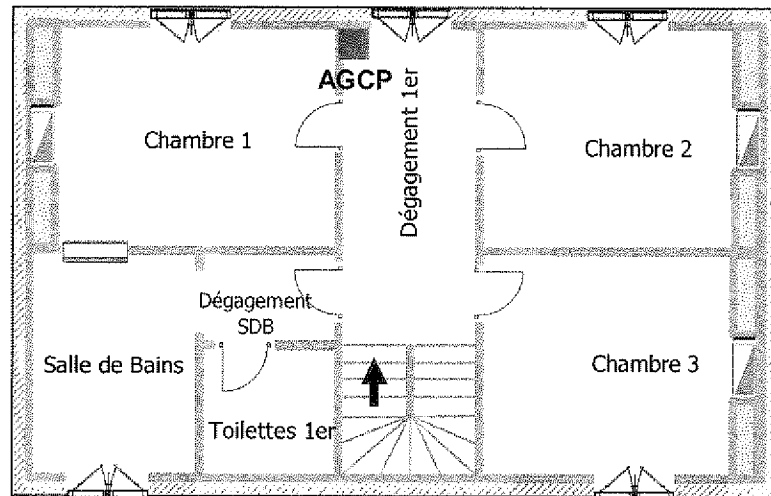 AGCP
Chambre 1
Dégagement 1er
Chambre 2
Dégagement
SDB
Salle de Bains
Chambre 3
Toilettes 1er